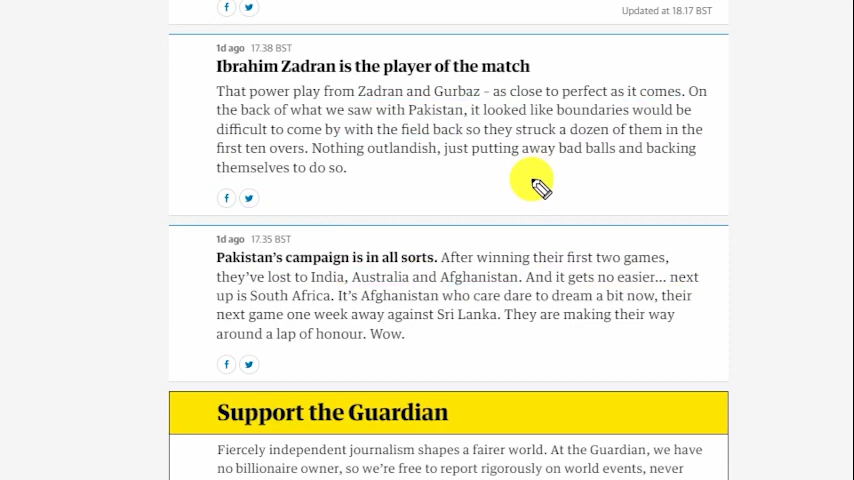 Updated at 18.17 BST
1d ago 17.38 BST
Ibrahim Zadran is the player of the match
That power play from Zadran and Gurbaz - as close to perfect as it comes. On
the back of what we saw with Pakistan, it looked like boundaries would be
difficult to come by with the field back so they struck a dozen of them in the
first ten overs. Nothing outlandish, just putting away bad balls and backing
themselves to do so.
1d ago 17.35 BST
Pakistan's campaign is in all sorts. After winning their first two games,
they've lost to India, Australia and Afghanistan. And it gets no easier... next
up is South Africa. It's Afghanistan who care dare to dream a bit now, their
next game one week away against Sri Lanka. They are making their way
around a lap of honour. Wow.
Support the Guardian
Fiercely independent journalism shapes a fairer world. At the Guardian, we have
no billionaire owner, so we're free to report rigorously on world events, never